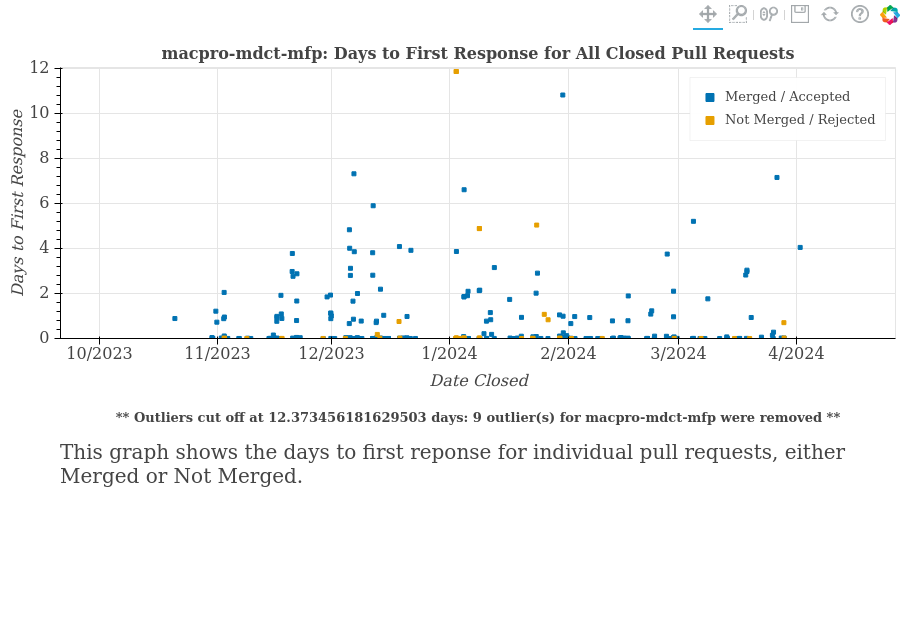 macpro-mdct-mfp: Days to First Response for All Closed Pull Requests
12
10
8
6
4
2
0
Days to First Response
Merged / Accepted
Not Merged / Rejected
10/2023 11/2023 12/2023 1/2024 2/2024 3/2024 4/2024
Date Closed
** Outliers cut off at 12.373456181629503 days: 9 outlier(s) for macpro-mdct-mfp were removed **
This graph shows the days to first reponse for individual pull requests, either
Merged or Not Merged.